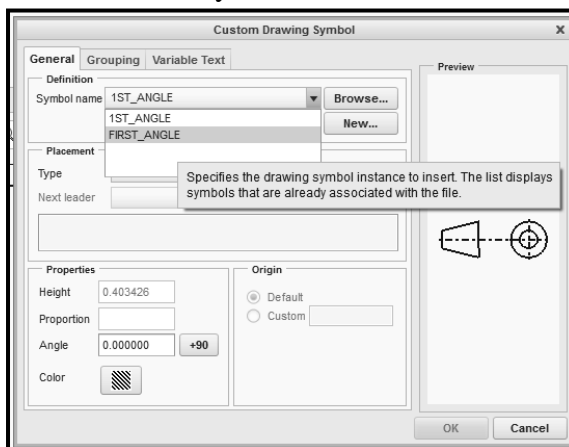 Custom Drawing Symbol x
General Grouping Variable Text
Preview
Definition
Symbol name 1ST_ANGLE Browse...
1ST_ANGLE
FIRST_ANGLE
New...
Placement
Type
Specifies the drawing symbol instance to insert. The list displays
symbols that are already associated with the file.
Next leader
Properties
Height 0.403426
Proportion
Angle 0.000000 +90
Color
Origin
Default
Custom
OK Cancel